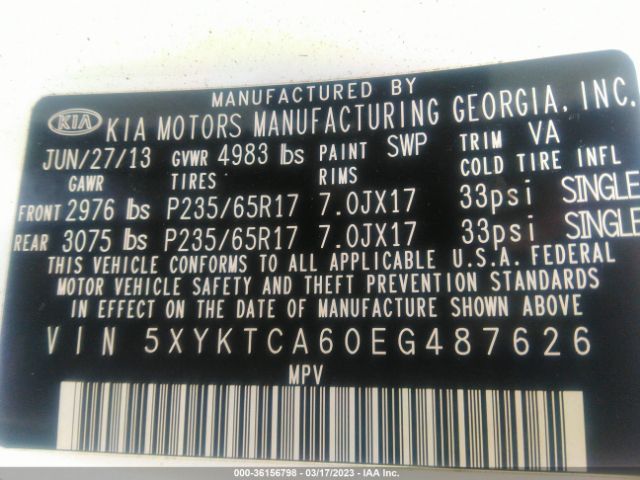 MANUFACTURED BY
KIA KIA MOTORS MANUFACTURING GEORGIA, INC.
JUN/27/13 GVWR 4983 lbs PAINT SWP TRIM VA
GAWR TIRES RIMS COLD TIRE INFL
FRONT 2976 lbs P235/65R17 7.0JX17 33psi SINGLE
REAR 3075 lbs P235/65R17 7.0JX17 33psi SINGLE
THIS VEHICLE CONFORMS TO ALL APPLICABLE U.S.A. FEDERAL
MOTOR VEHICLE SAFETY AND THEFT PREVENTION STANDARDS
IN EFFECT ON THE DATE OF MANUFACTURE SHOWN ABOVE
VIN 5XYKTCA60EG487626
MPV
000-36156798 - 03/17/2023 - IAA Inc.